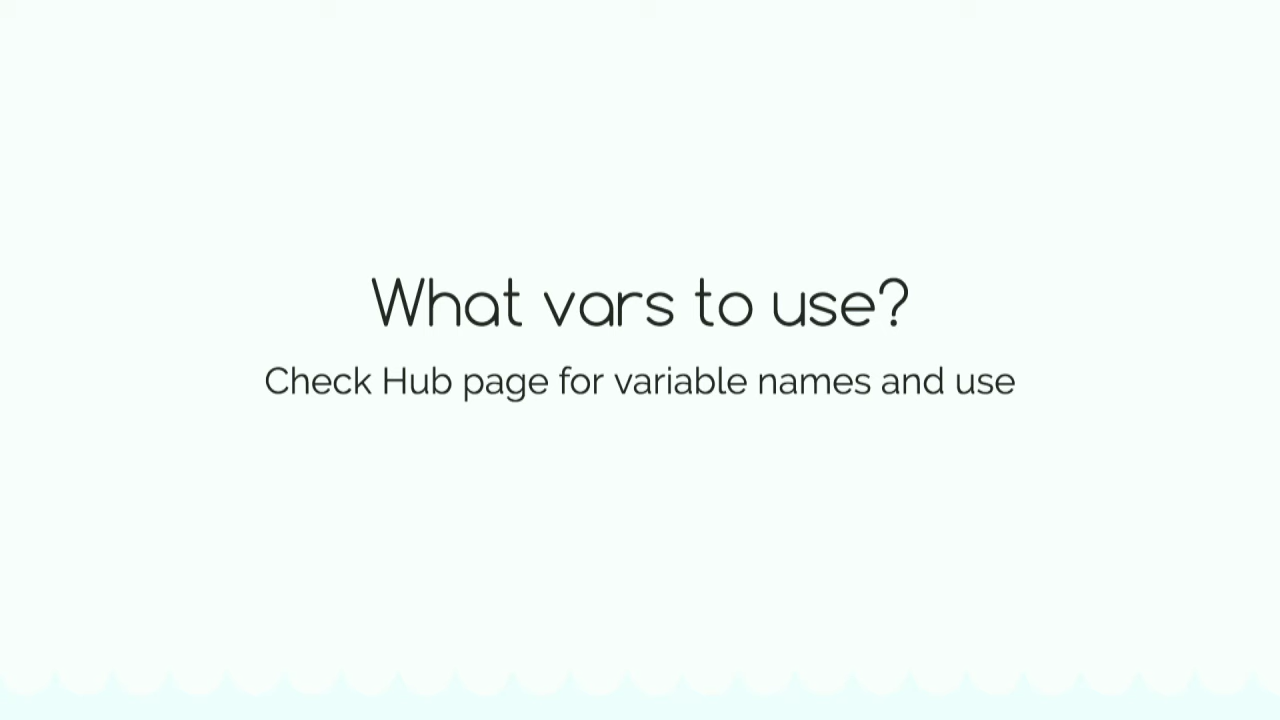 What vars to use?
Check Hub page for variable names and use